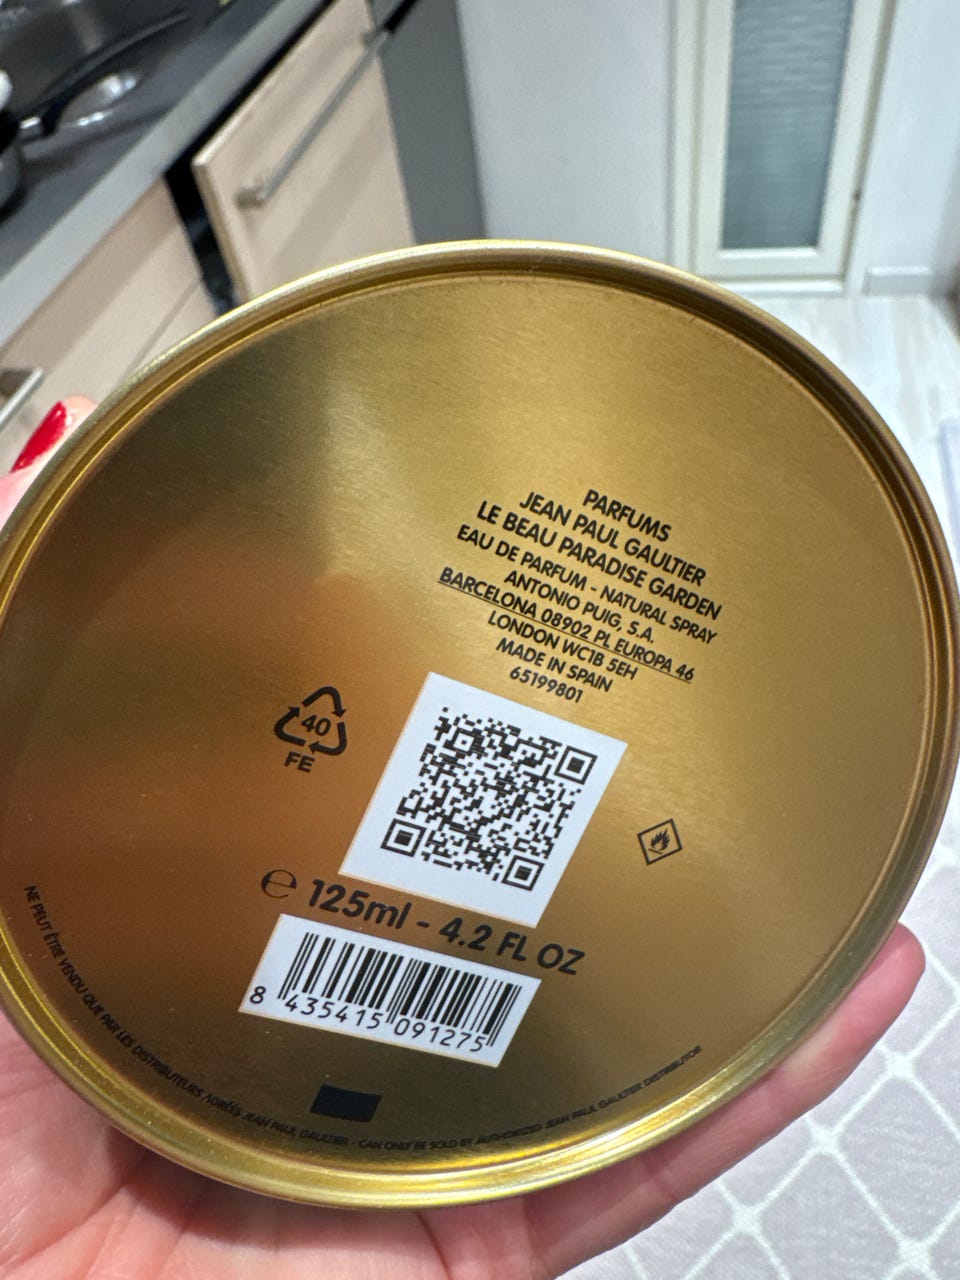 PARFUMS
JEAN PAUL GAULTIER
LE BEAU PARADISE GARDEN
EAU DE PARFUM - NATURAL SPRAY
ANTONIO PUIG, S.A.
BARCELONA 08902 PL EUROPA 46
LONDON WC1B 5EH
MADE IN SPAIN
65199801
40
FE
℮ 125ml - 4.2 FL OZ
8 435415 091275
NE PEUT ÊTRE VENDU QUE PAR LES DISTRIBUTEURS AGRÉÉS JEAN PAUL GAULTIER - CAN ONLY BE SOLD BY AUTHORIZED JEAN PAUL GAULTIER DISTRIBUTOR